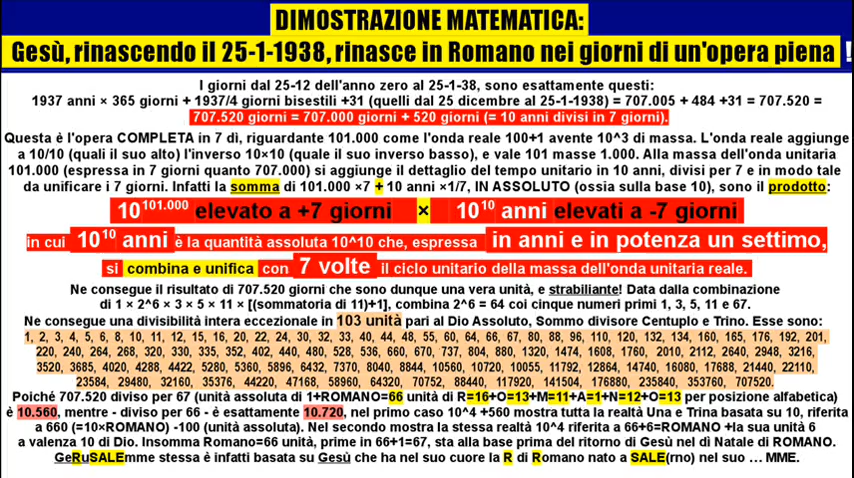 DIMOSTRAZIONE MATEMATICA:
Gesù, rinascendo il 25-1-1938, rinasce in Romano nei giorni di un'opera piena !
I giorni dal 25-12 dell'anno zero al 25-1-38, sono esattamente questi:
1937 anni × 365 giorni + 1937/4 giorni bisestili +31 (quelli dal 25 dicembre al 25-1-1938) = 707.005 + 484 +31 = 707.520 =
707.520 giorni = 707.000 giorni + 520 giorni (= 10 anni divisi in 7 giorni).
Questa è l'opera COMPLETA in 7 dì, riguardante 101.000 come l'onda reale 100+1 avente 10^3 di massa. L'onda reale aggiunge
a 10/10 (quali il suo alto) l'inverso 10×10 (quale il suo inverso basso), e vale 101 masse 1.000. Alla massa dell'onda unitaria
101.000 (espressa in 7 giorni quanto 707.000) si aggiunge il dettaglio del tempo unitario in 10 anni, divisi per 7 e in modo tale
da unificare i 7 giorni. Infatti la somma di 101.000 ×7 + 10 anni ×1/7, IN ASSOLUTO (ossia sulla base 10), sono il prodotto:
10^101.000 elevato a +7 giorni × 10^10 anni elevati a -7 giorni
in cui 10^10 anni è la quantità assoluta 10^10 che, espressa in anni e in potenza un settimo,
si combina e unifica con 7 volte il ciclo unitario della massa dell'onda unitaria reale.
Ne consegue il risultato di 707.520 giorni che sono dunque una vera unità, e strabiliante! Data dalla combinazione
di 1 × 2^6 × 3 × 5 × 11 × [(sommatoria di 11)+1], combina 2^6 = 64 coi cinque numeri primi 1, 3, 5, 11 e 67.
Ne consegue una divisibilità intera eccezionale in 103 unità pari al Dio Assoluto, Sommo divisore Centuplo e Trino. Esse sono:
1, 2, 3, 4, 5, 6, 8, 10, 11, 12, 15, 16, 20, 22, 24, 30, 32, 33, 40, 44, 48, 55, 60, 64, 66, 67, 80, 88, 96, 110, 120, 132, 134, 160, 165, 176, 192, 201,
220, 240, 264, 268, 320, 330, 335, 352, 402, 440, 480, 528, 536, 660, 670, 737, 804, 880, 1320, 1474, 1608, 1760, 2010, 2112, 2640, 2948, 3216,
3520, 3685, 4020, 4288, 4422, 5280, 5360, 5896, 6432, 7370, 8040, 8844, 10560, 10720, 10055, 11792, 12864, 14740, 16080, 17688, 21440, 22110,
23584, 29480, 32160, 35376, 44220, 47168, 58960, 64320, 70752, 88440, 117920, 141504, 176880, 235840, 353760, 707520.
Poiché 707.520 diviso per 67 (unità assoluta di 1+ROMANO=66 unità di R=16+O=13+M=11+A=1+N=12+O=13 per posizione alfabetica)
è 10.560, mentre - diviso per 66 - è esattamente 10.720, nel primo caso 10^4 +560 mostra tutta la realtà Una e Trina basata su 10, riferita
a 660 (=10×ROMANO) -100 (unità assoluta). Nel secondo mostra la stessa realtà 10^4 riferita a 66+6=ROMANO +la sua unità 6
a valenza 10 di Dio. Insomma Romano=66 unità, prime in 66+1=67, sta alla base prima del ritorno di Gesù nel dì Natale di ROMANO.
GeRuSALEmme stessa è infatti basata su Gesù che ha nel suo cuore la R di Romano nato a SALE(rno) nel suo ... MME.